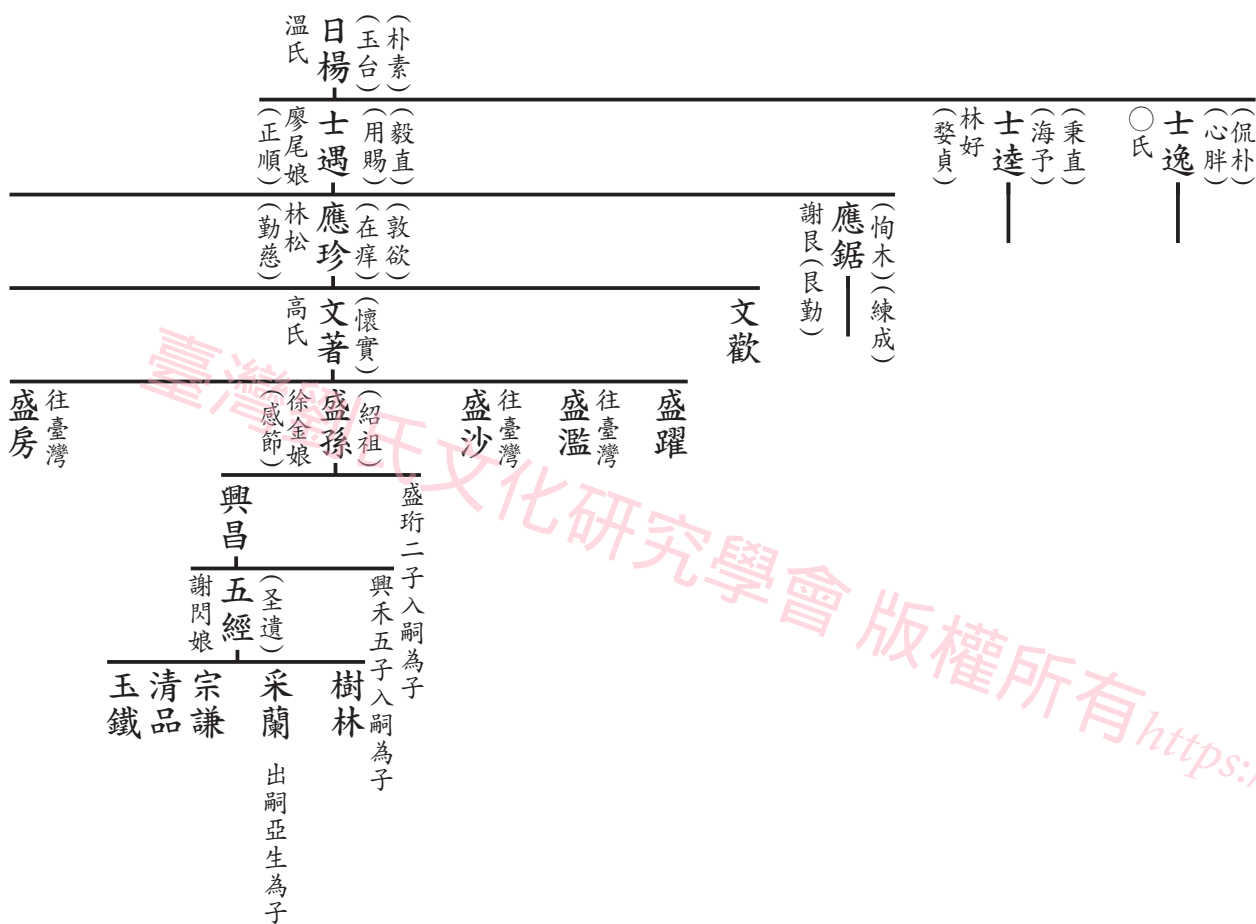 (朴素)
(玉台)
日楊
溫氏
(侃朴)
(心胖)
士逸
○氏
(秉直)
(海予)
士逵
林好
(婺貞)
(毅直)
(用賜)
士遇
廖尾娘
(正順)
(恂木)(練成)
應鋸
謝艮(艮勤)
(敦欲)
(在痒)
應珍
林松
(勤慈)
文歡
(懷實)
文著
高氏
盛躍
往臺灣
盛濫
往臺灣
盛沙
(紹祖)
盛孫
徐金娘
(感節)
往臺灣
盛房
盛珩二子入嗣為子
興昌
興禾五子入嗣為子
(圣遺)
五經
謝閃娘
樹林
采蘭
出嗣亞生為子
宗謙
清品
玉鐵
臺灣劉氏文化研究學會 版權所有https:/